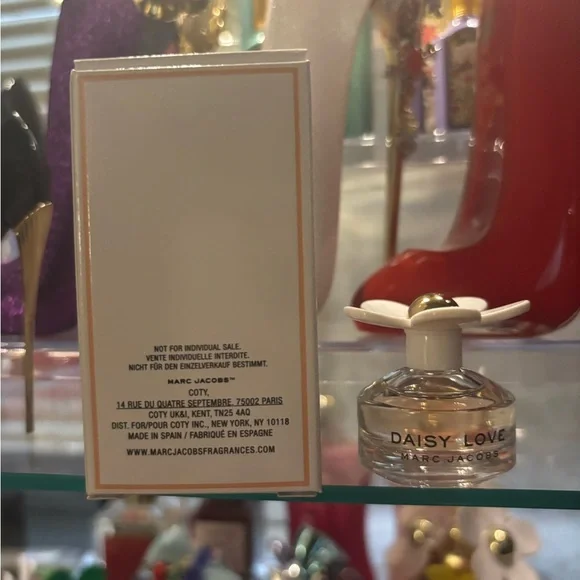 NOT FOR INDIVIDUAL SALE.
VENTE INDIVIDUELLE INTERDITE.
NICHT FÜR DEN EINZELVERKAUF BESTIMMT.
MARC JACOBS™
COTY,
14 RUE DU QUATRE SEPTEMBRE, 75002 PARIS
COTY UK&I, KENT, TN25 4AQ
DIST. FOR/POUR COTY INC., NEW YORK, NY 10118
MADE IN SPAIN / FABRIQUÉ EN ESPAGNE
WWW.MARCJACOBSFRAGRANCES.COM
DAISY LOVE
MARC JACOBS